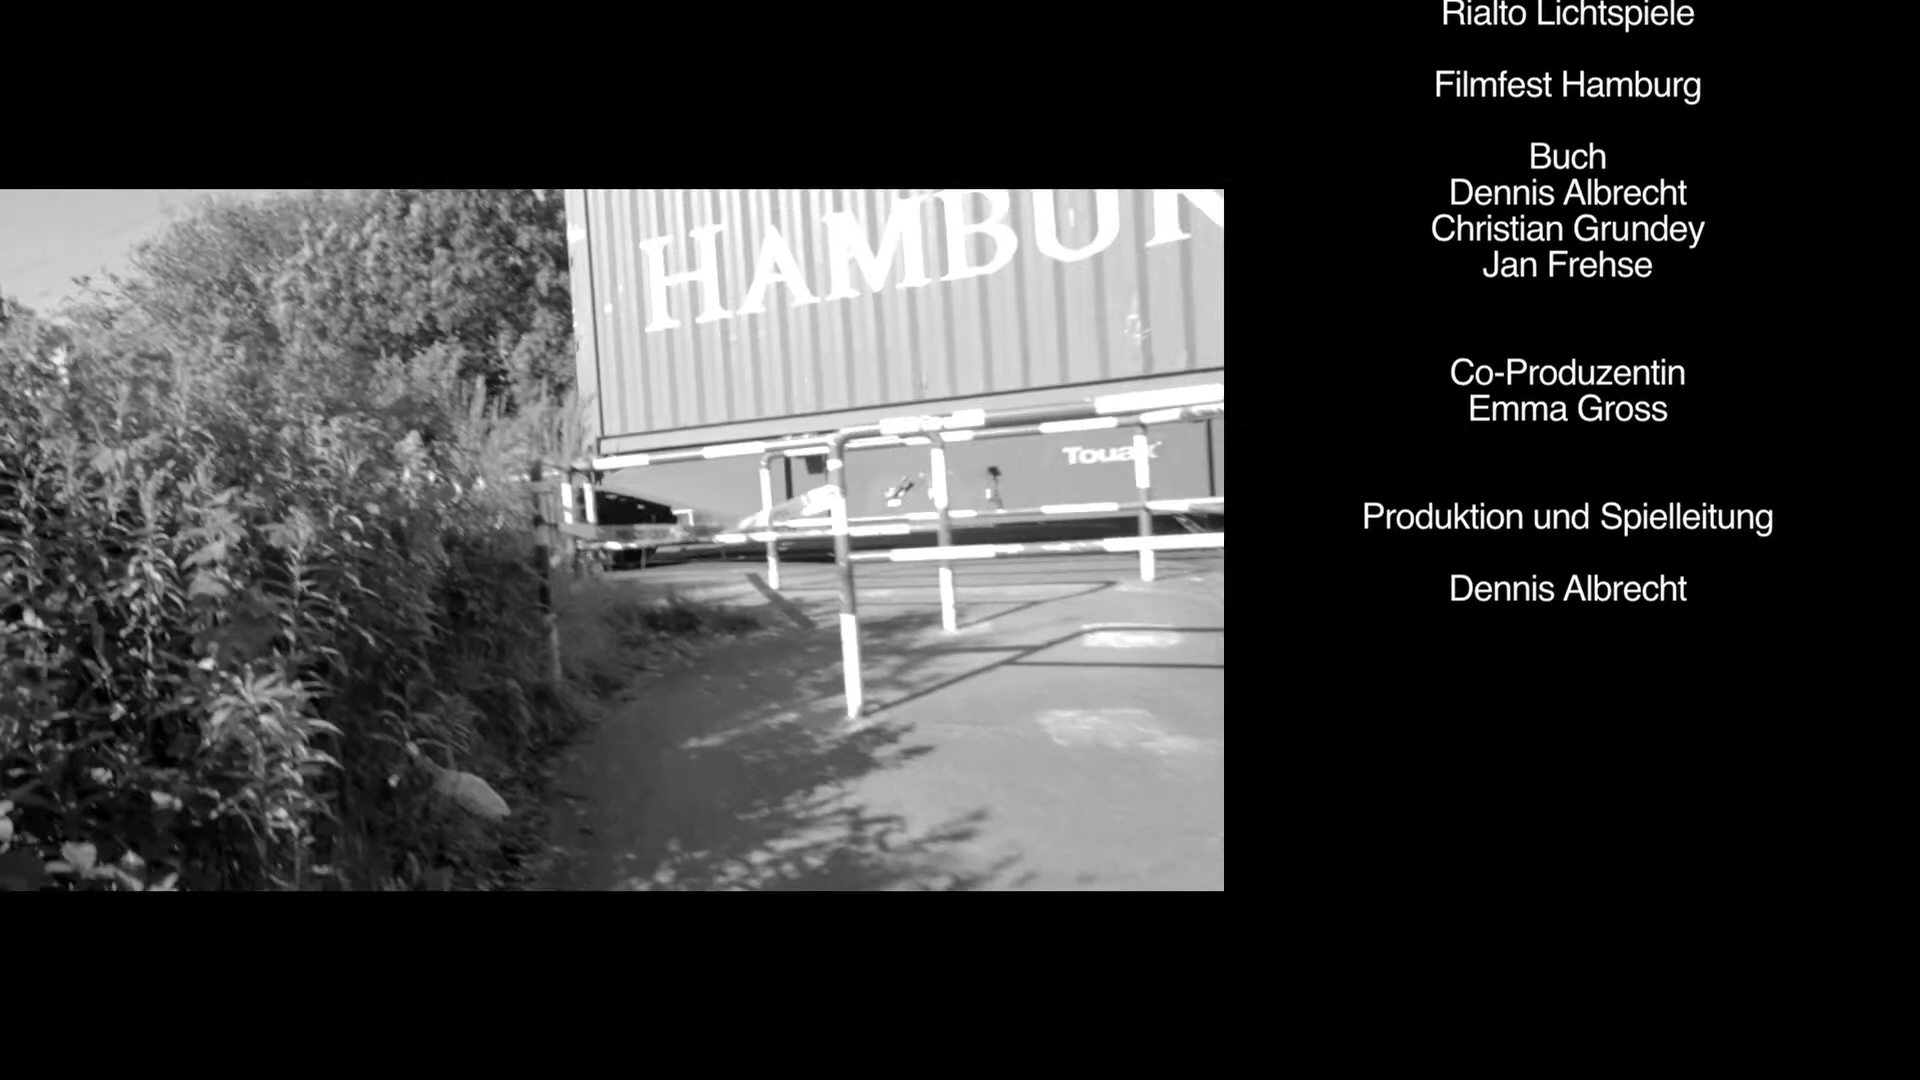 Rialto Lichtspiele
Filmfest Hamburg
Buch
Dennis Albrecht
Christian Grundey
Jan Frehse
Co-Produzentin
Emma Gross
Produktion und Spielleitung
Dennis Albrecht
HAMBU
Touax